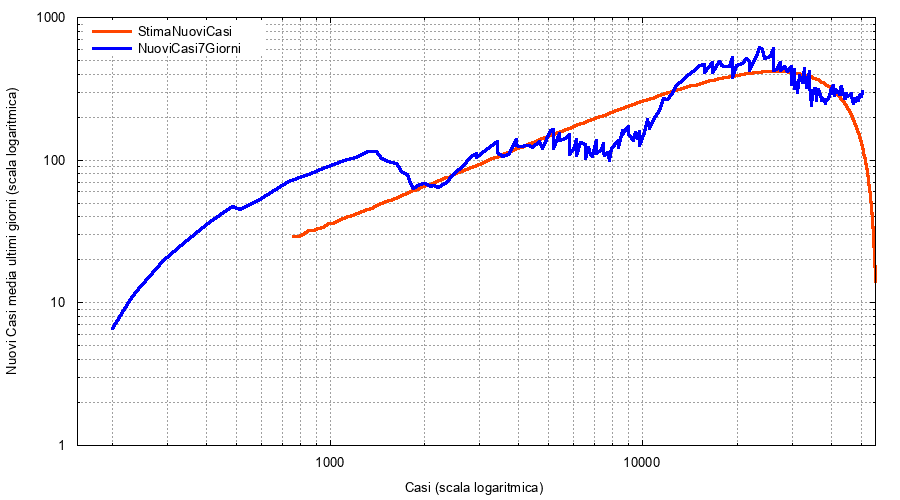 1000
StimaNuoviCasi
NuoviCasi7Giorni
100
10
1
1000
10000
Nuovi Casi media ultimi giorni (scala logaritmica)
Casi (scala logaritmica)